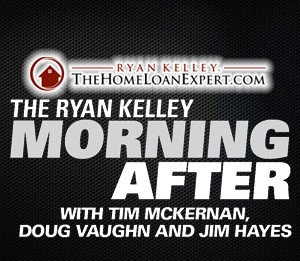 RYAN KELLEY
THEHOMELOANEXPERT.COM
THE RYAN KELLEY
MORNING
AFTER
WITH TIM MCKERNAN,
DOUG VAUGHN AND JIM HAYES